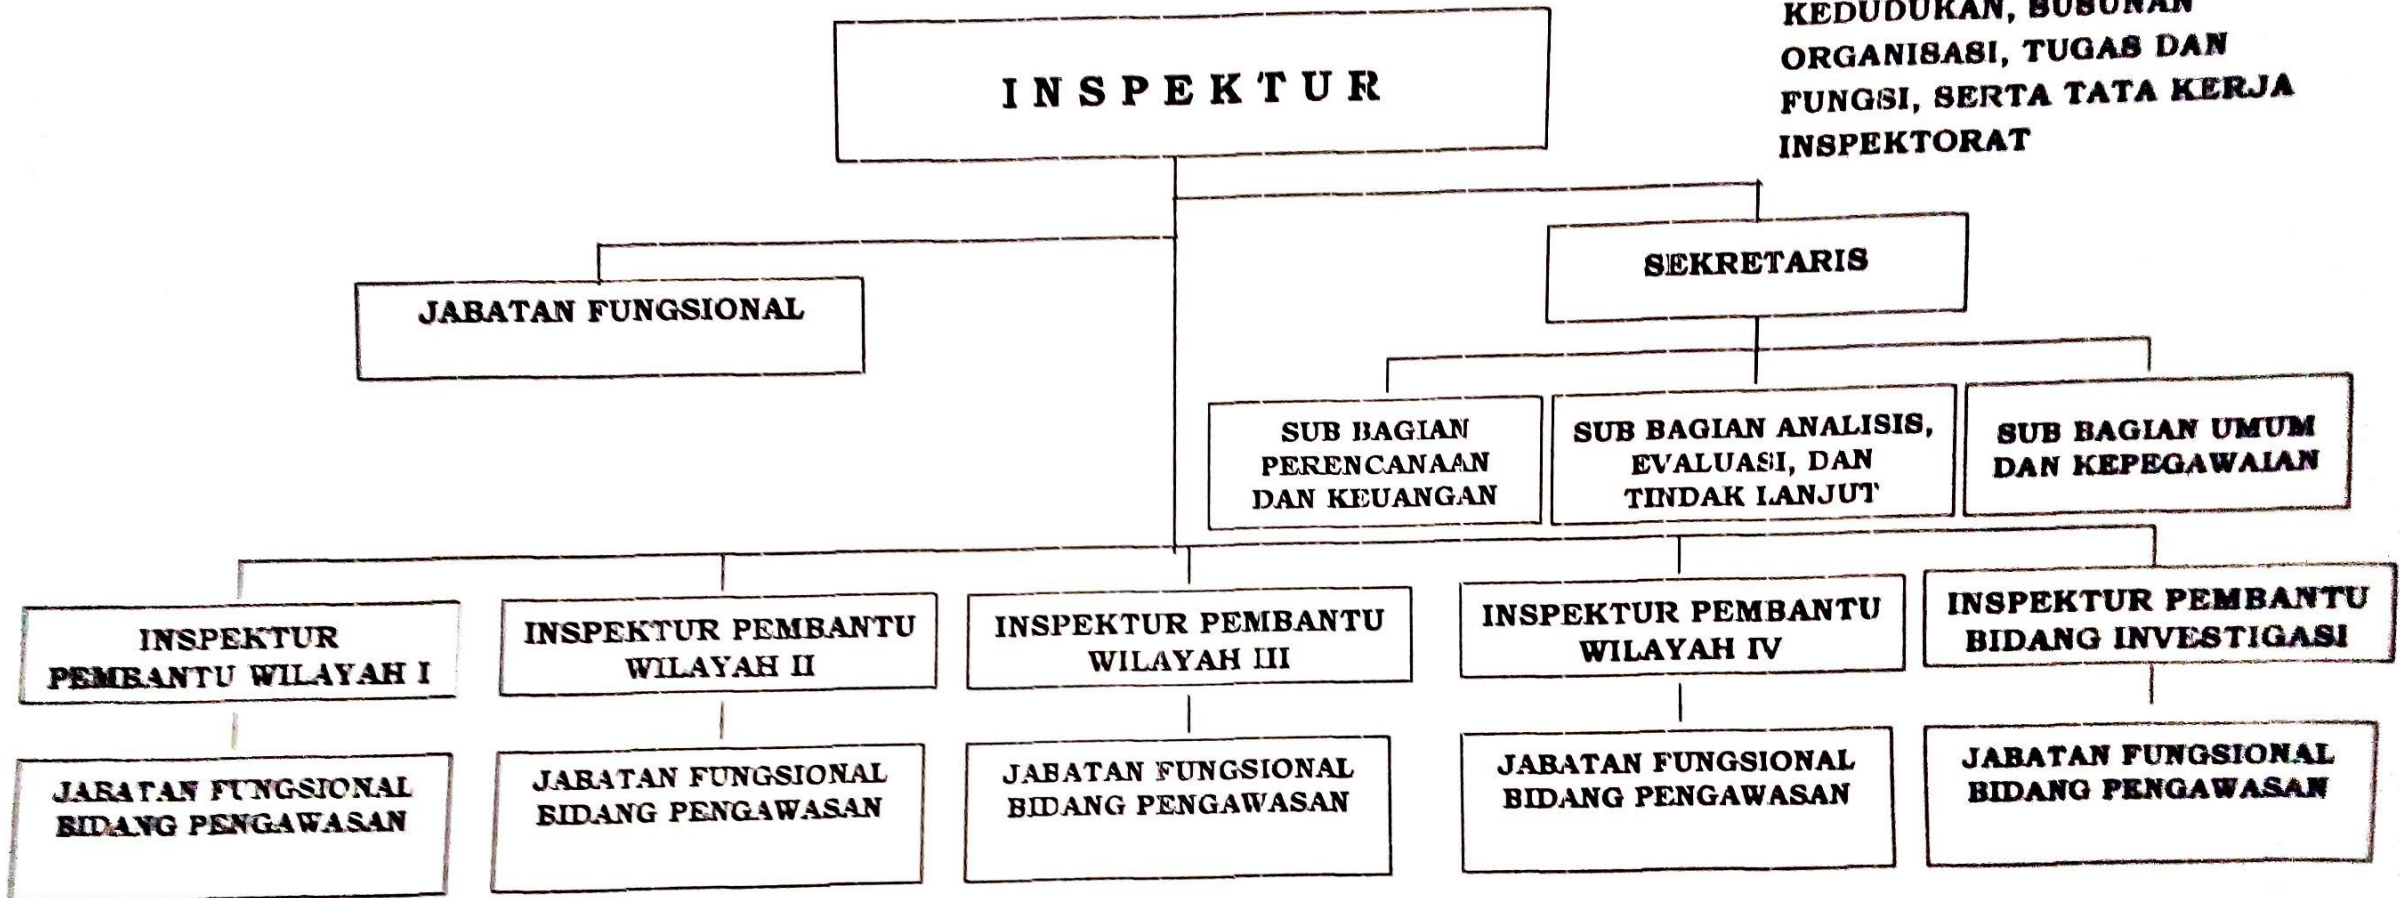 KEDUDUKAN, SUSUNAN
ORGANISASI, TUGAS DAN
FUNGSI, SERTA TATA KERJA
INSPEKTORAT
INSPEKTUR
SEKRETARIS
JABATAN FUNGSIONAL
SUB BAGIAN
PERENCANAAN
DAN KEUANGAN
SUB BAGIAN ANALISIS,
EVALUASI, DAN
TINDAK LANJUT
SUB BAGIAN UMUM
DAN KEPEGAWAIAN
INSPEKTUR
PEMBANTU WILAYAH I
INSPEKTUR PEMBANTU
WILAYAH II
INSPEKTUR PEMBANTU
WILAYAH III
INSPEKTUR PEMBANTU
WILAYAH IV
INSPEKTUR PEMBANTU
BIDANG INVESTIGASI
JABATAN FUNGSIONAL
BIDANG PENGAWASAN
JABATAN FUNGSIONAL
BIDANG PENGAWASAN
JABATAN FUNGSIONAL
BIDANG PENGAWASAN
JABATAN FUNGSIONAL
BIDANG PENGAWASAN
JABATAN FUNGSIONAL
BIDANG PENGAWASAN